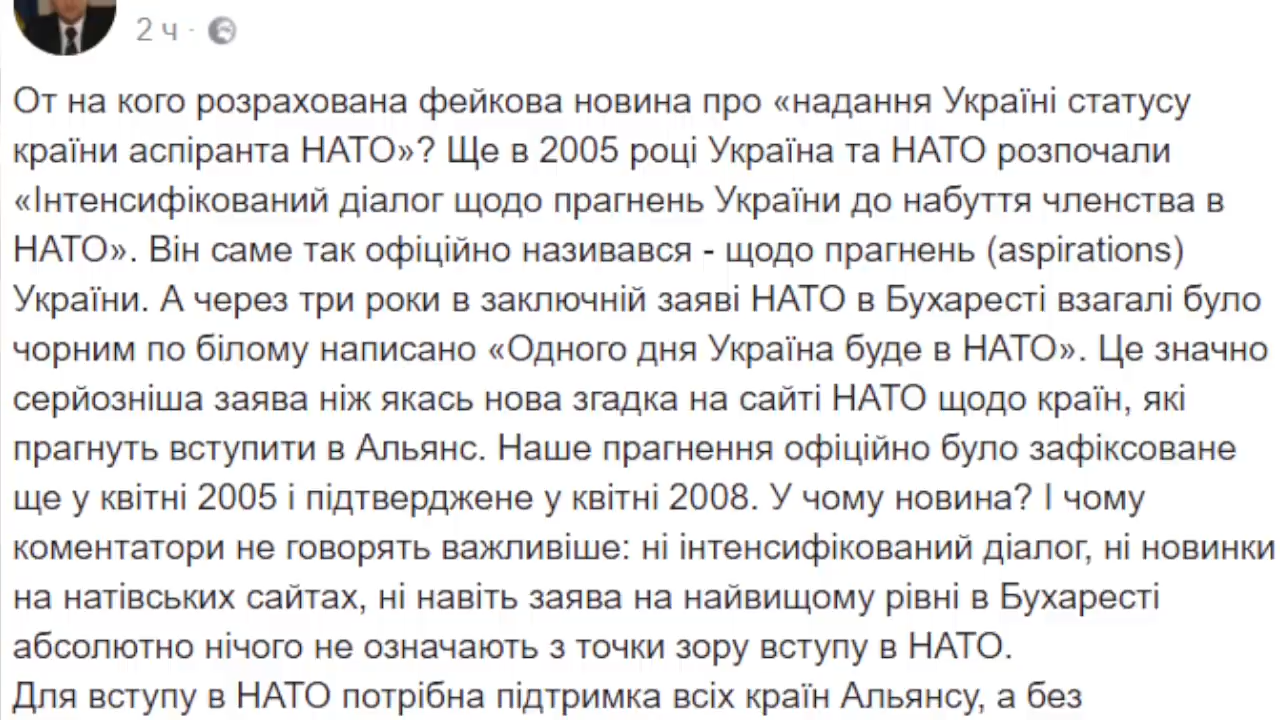 2 ч ·
От на кого розрахована фейкова новина про «надання Україні статусу
країни аспіранта НАТО»? Ще в 2005 році Україна та НАТО розпочали
«Інтенсифікований діалог щодо прагнень України до набуття членства в
НАТО». Він саме так офіційно називався - щодо прагнень (aspirations)
України. А через три роки в заключній заяві НАТО в Бухаресті взагалі було
чорним по білому написано «Одного дня Україна буде в НАТО». Це значно
серйозніша заява ніж якась нова згадка на сайті НАТО щодо країн, які
прагнуть вступити в Альянс. Наше прагнення офіційно було зафіксоване
ще у квітні 2005 і підтверджене у квітні 2008. У чому новина? І чому
коментатори не говорять важливіше: ні інтенсифікований діалог, ні новинки
на натівських сайтах, ні навіть заява на найвищому рівні в Бухаресті
абсолютно нічого не означають з точки зору вступу в НАТО.
Для вступу в НАТО потрібна підтримка всіх країн Альянсу, а без